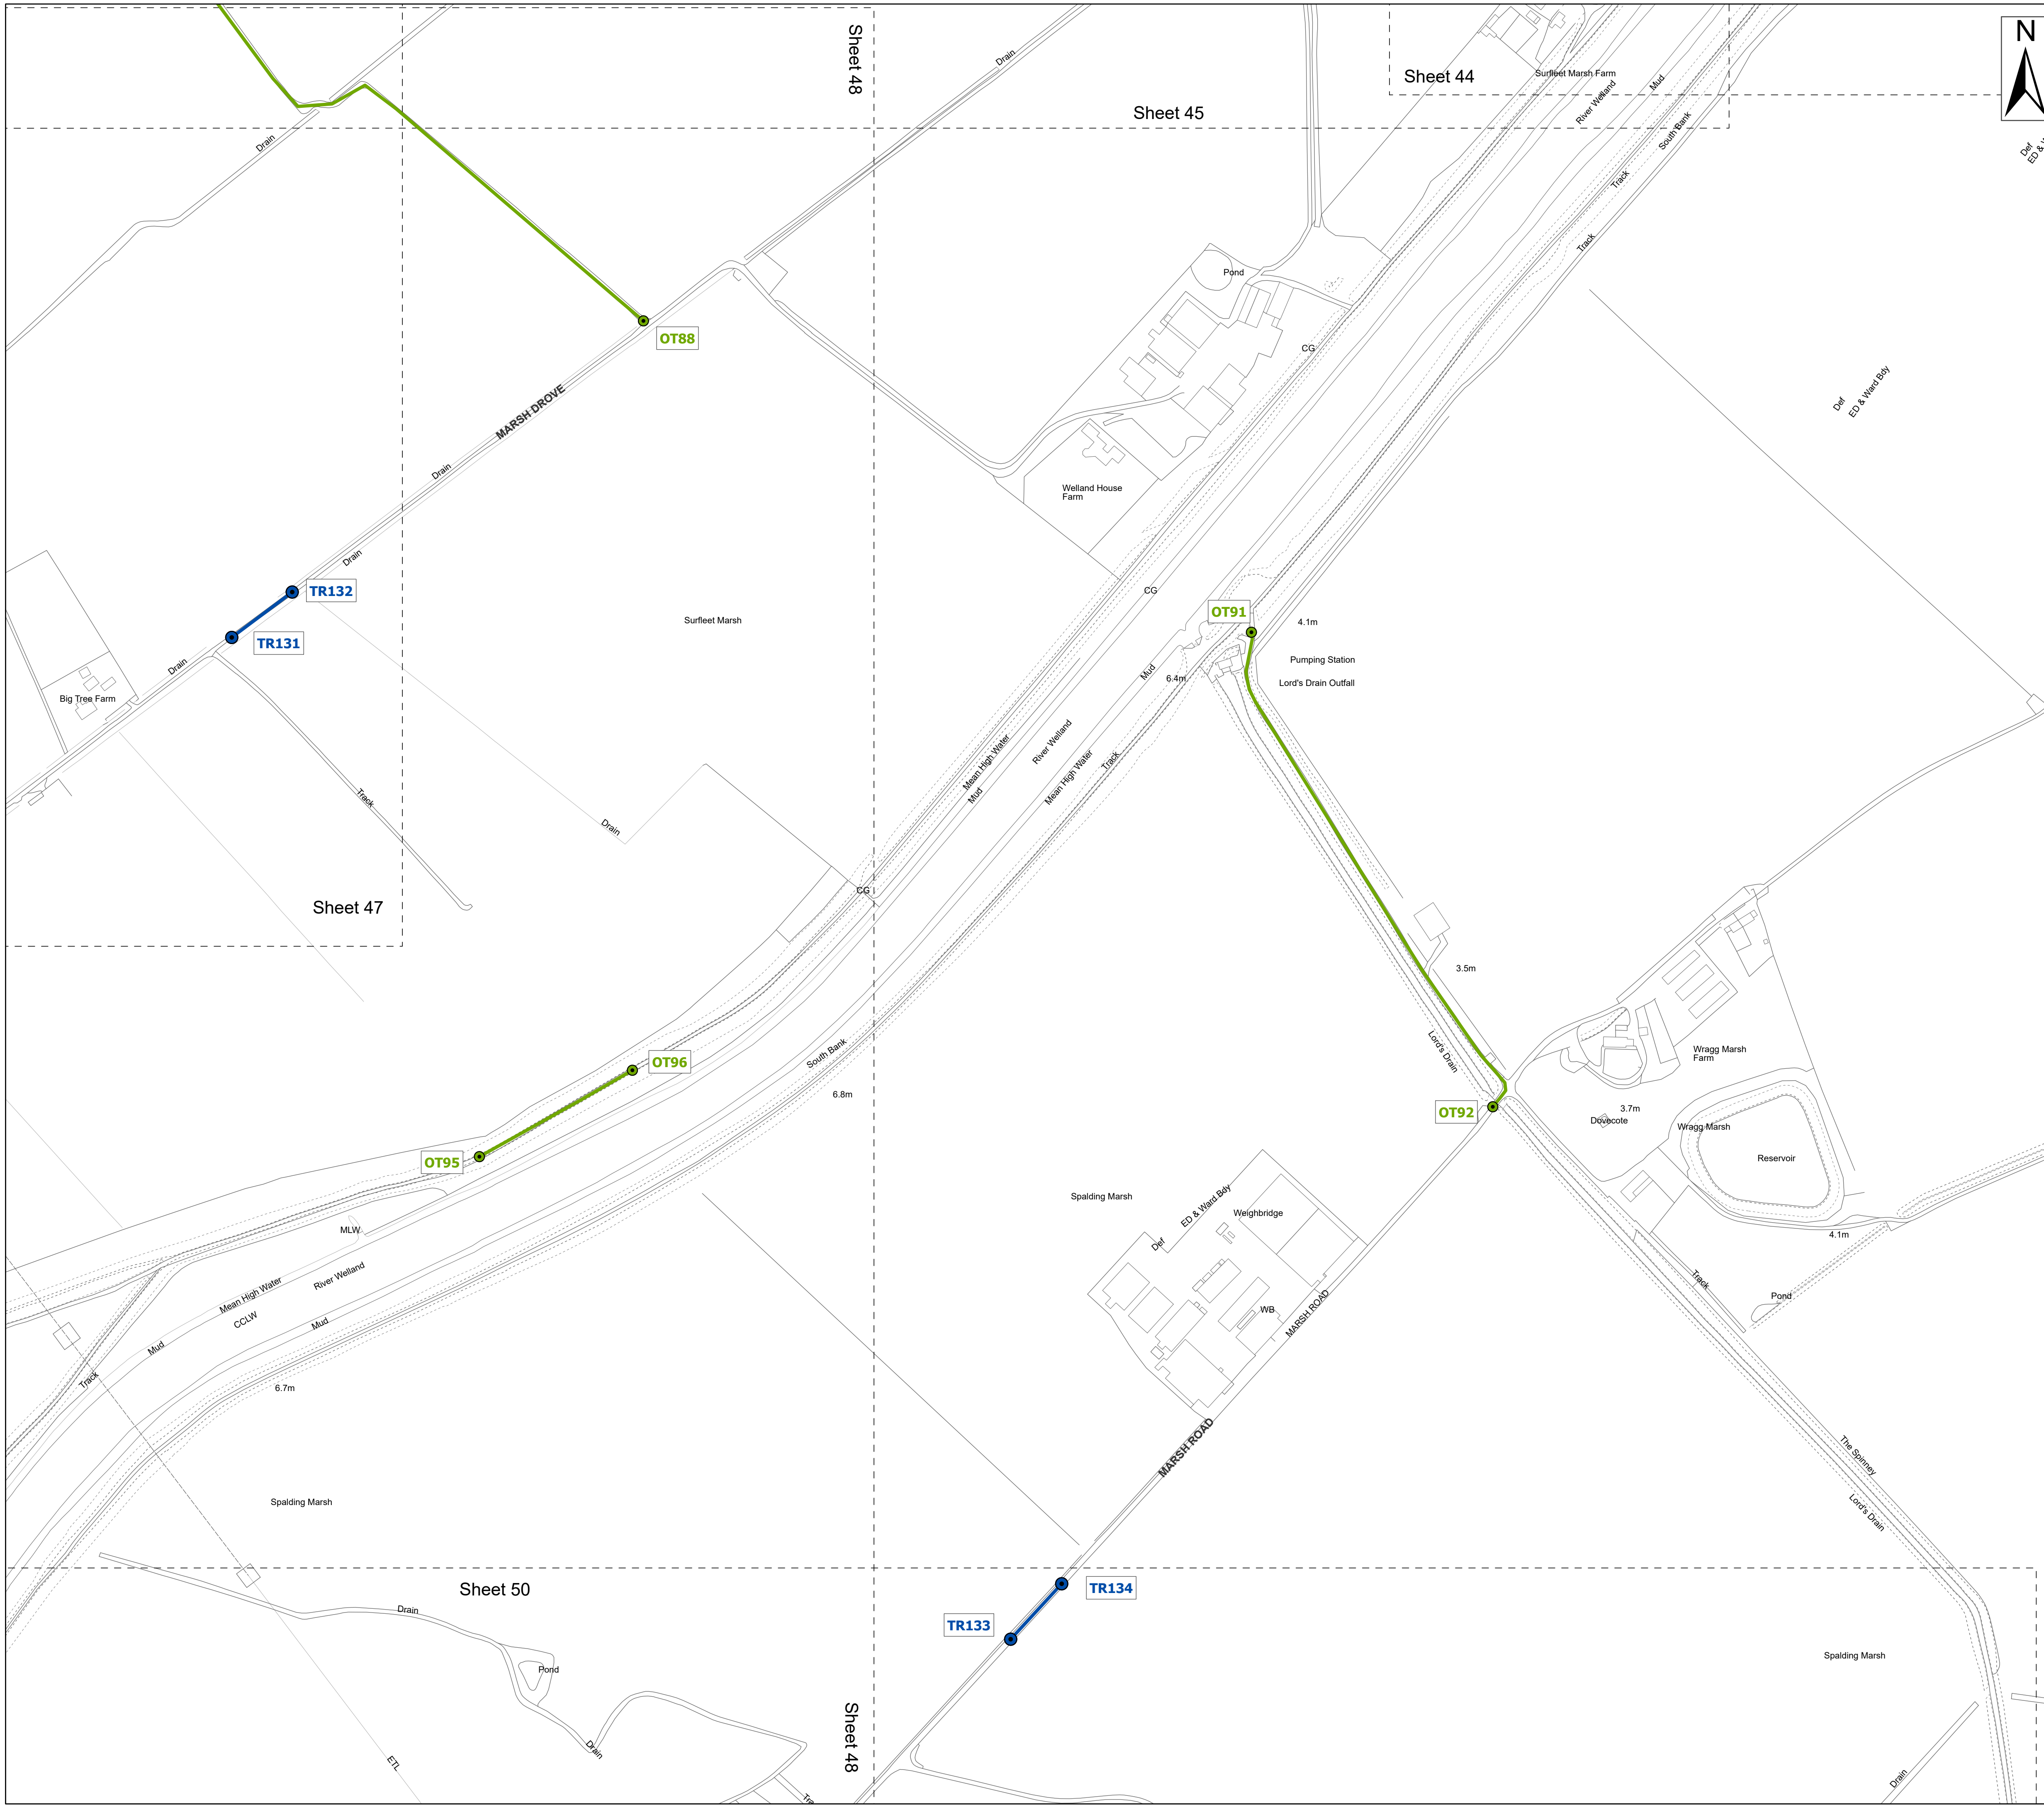 N
Sheet 48
Drain
Sheet 44
Surfleet Marsh Farm
River Welland
Mud
Sheet 45
South Bank
Drain
Def
Track
Track
Pond
OT88
CG
MARSH DROVE
Def
ED & Ward Bdy
Drain
Welland House
Farm
Drain
TR132
CG
OT91
4.1m
Surfleet Marsh
TR131
Drain
Pumping Station
6.4m
Mud
Lord's Drain Outfall
Big Tree Farm
Mean High Water
River Welland
Track
Mean High Water
Mud
Track
Drain
CG
Sheet 47
3.5m
Lord's Drain
Wragg Marsh
Farm
South Bank
OT96
6.8m
3.7m
OT92
Dovecote
Wragg Marsh
OT95
Reservoir
Spalding Marsh
ED & Ward Bdy
Weighbridge
MLW
Def
4.1m
River Welland
Mean High Water
Track
Pond
CCLW
Mud
WB
MARSH ROAD
Mud
Track
6.7m
MARSH ROAD
The Spinney
Spalding Marsh
Lord's Drain
Sheet 50
TR134
Drain
TR133
Pond
Spalding Marsh
Sheet 48
Drain
ETL
Drain